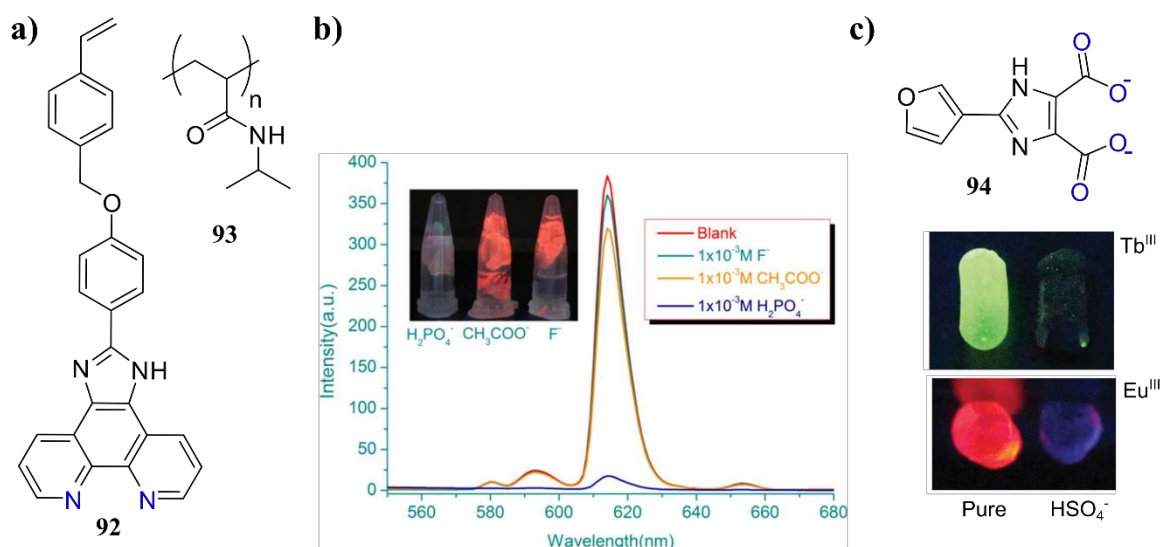 a)
n
O
NH
93
O
N
NH
N
N
92
b)
Intensity(a.u.)
400
350
300
250
200
150
100
50
0
560
580
600
620
640
660
680
Wavelength(nm)
H₂PO₄⁻ CH₃COO⁻ F⁻
Blank
1x10⁻³M F⁻
1x10⁻³M CH₃COO⁻
1x10⁻³M H₂PO₄⁻
c)
O
O⁻
H
N
O
N
O⁻
O
94
Tbᴵᴵᴵ
Euᴵᴵᴵ
Pure
HSO₄⁻